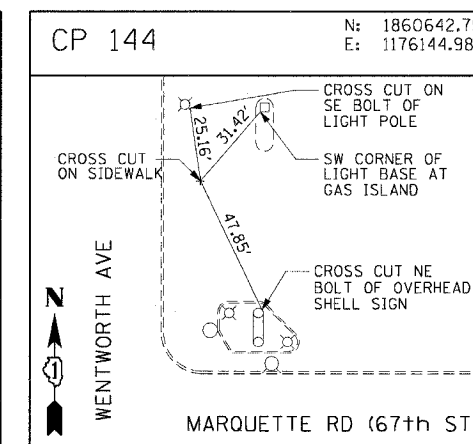 CP 144
N: 1860642.7
E: 1176144.98
CROSS CUT ON
SE BOLT OF
LIGHT POLE
25.16'
31.42'
CROSS CUT
ON SIDEWALK
SW CORNER OF
LIGHT BASE AT
GAS ISLAND
47.85'
CROSS CUT NE
BOLT OF OVERHEAD
SHELL SIGN
WENTWORTH AVE
N
1
MARQUETTE RD (67th ST